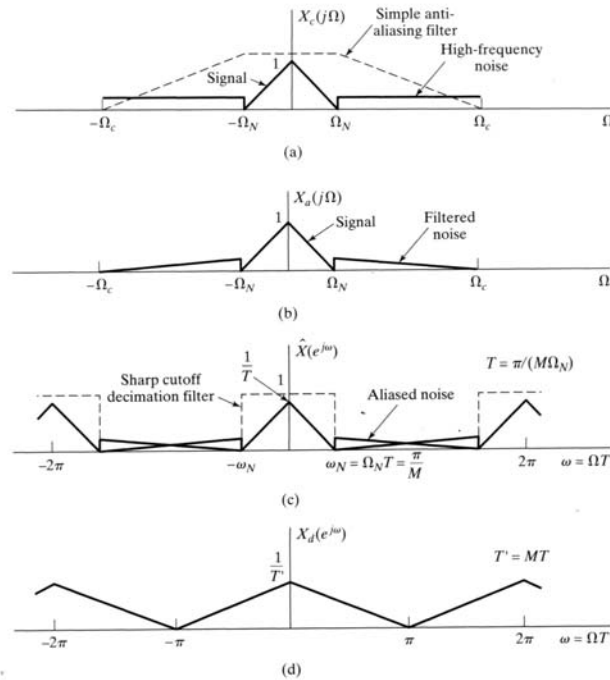 X_c(jΩ)
Simple anti-
aliasing filter
High-frequency
noise
Signal
1
−Ω_c
−Ω_N
Ω_N
Ω_c
Ω
(a)
X_a(jΩ)
1
Signal
Filtered
noise
−Ω_c
−Ω_N
Ω_N
Ω_c
Ω
(b)
X̂(e^{jω})
1/T
1
T = π/(MΩ_N)
Sharp cutoff
decimation filter
Aliased noise
−2π
−ω_N
ω_N = Ω_N T = π/M
2π
ω = ΩT
(c)
X_d(e^{jω})
1/T'
T' = MT
−2π
−π
π
2π
ω = ΩT
(d)